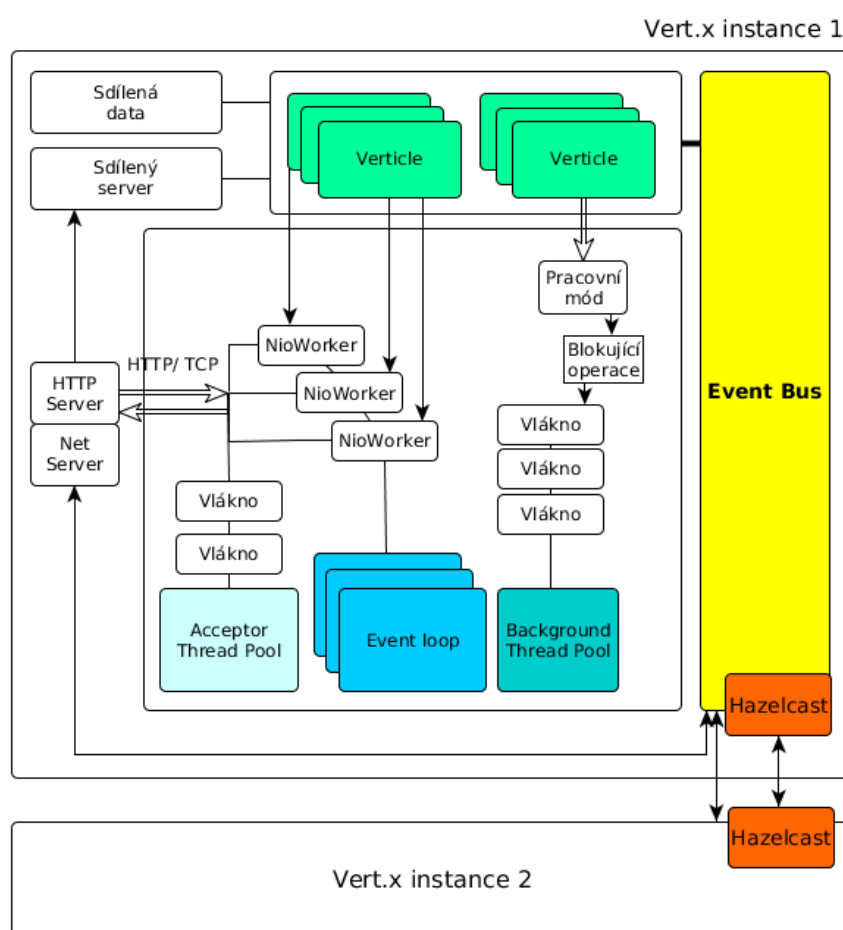 Vert.x instance 1
Sdílená
data
Sdílený
server
Verticle
Verticle
Pracovní
mód
Blokující
operace
NioWorker
NioWorker
NioWorker
HTTP/ TCP
HTTP
Server
Net
Server
Event Bus
Vlákno
Vlákno
Vlákno
Vlákno
Vlákno
Acceptor
Thread Pool
Event loop
Background
Thread Pool
Hazelcast
Hazelcast
Vert.x instance 2